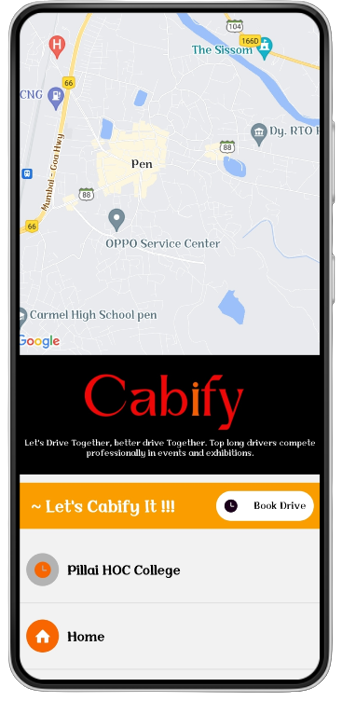 104
166D
The Sissom
H
66
CNG
Dy. RTO
Mumbai - Goa Hwy
Pen
88
88
66
OPPO Service Center
Carmel High School pen
Google
Cabify
Let's Drive Together, better drive Together. Top long drivers compete
professionally in events and exhibitions.
~ Let's Cabify It !!!
Book Drive
Pillai HOC College
Home